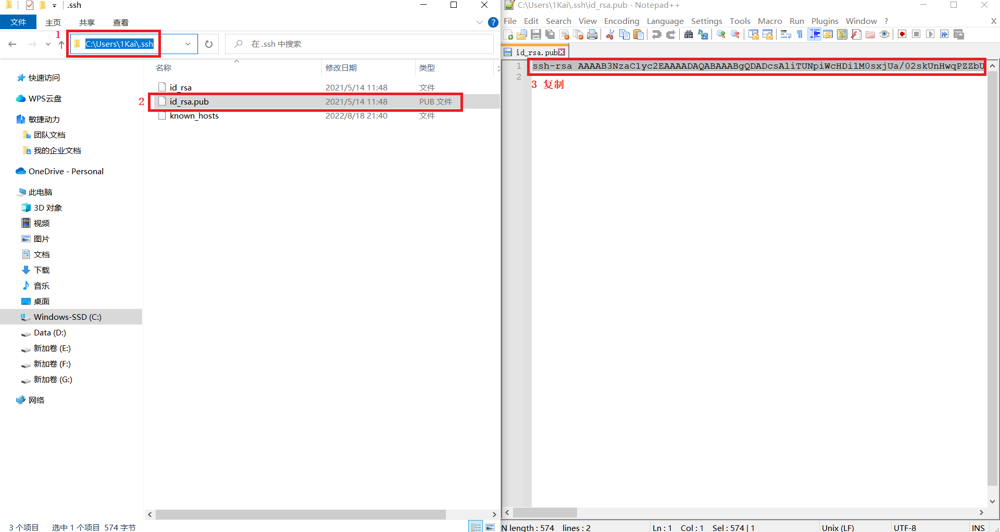 .ssh
文件 主页 共享 查看
1
C:\Users\1Kai\.ssh
在 .ssh 中搜索
名称 修改日期 类型
id_rsa 2021/5/14 11:48 文件
2
id_rsa.pub 2021/5/14 11:48 PUB 文件
known_hosts 2022/8/18 21:40 文件
快速访问
WPS云盘
敏捷动力
团队文档
我的企业文档
OneDrive - Personal
此电脑
3D 对象
视频
图片
文档
下载
音乐
桌面
Windows-SSD (C:)
Data (D:)
新加卷 (E:)
新加卷 (F:)
新加卷 (G:)
网络
3 个项目 选中 1 个项目 574 字节
C:\Users\1Kai\.ssh\id_rsa.pub - Notepad++
File Edit Search View Encoding Language Settings Tools Macro Run Plugins Window ? X
id_rsa.pub
1 ssh-rsa AAAAB3NzaC1yc2EAAAADAQABAAABgQDADcsAliTUNpiWcHDi1M0sxjUa/02skUnHwqPZZbU
2
3 复制
N length : 574 lines : 2 Ln : 1 Col : 1 Sel : 574 | 1 Unix (LF) UTF-8 INS